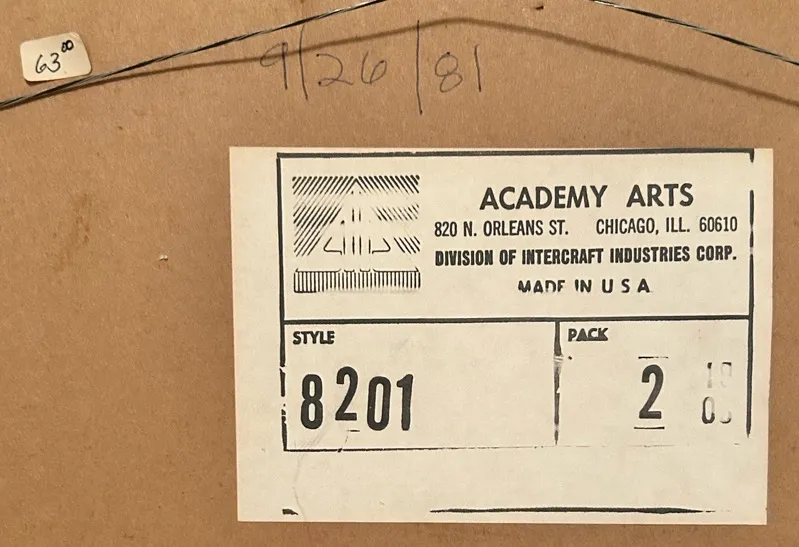 63⁰⁰
9/26/81
ACADEMY ARTS
820 N. ORLEANS ST. CHICAGO, ILL. 60610
DIVISION OF INTERCRAFT INDUSTRIES CORP.
MADE IN U S A
STYLE
PACK
8201
2